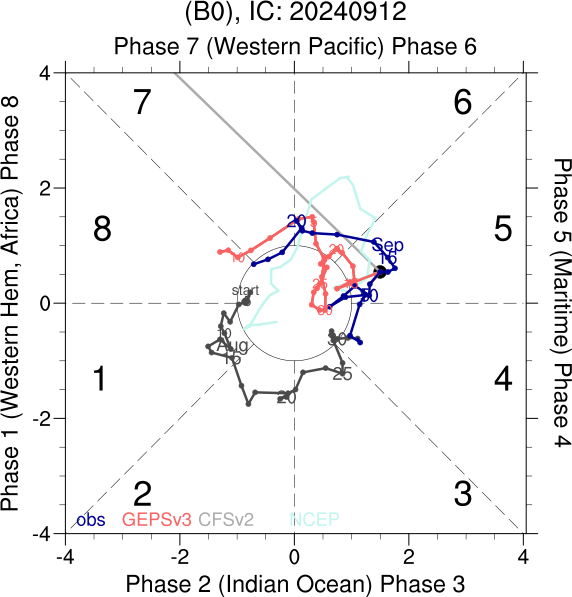 (B0), IC: 20240912
Phase 7 (Western Pacific) Phase 6
Phase 1 (Western Hem, Africa) Phase 8
Phase 5 (Maritime) Phase 4
4
2
0
-2
-4
7
6
8
5
1
4
2
3
20
Sep
16
start
10
Aug
15
25
20
obs GEPSv3 CFSv2 NCEP
-4 -2 0 2 4
Phase 2 (Indian Ocean) Phase 3